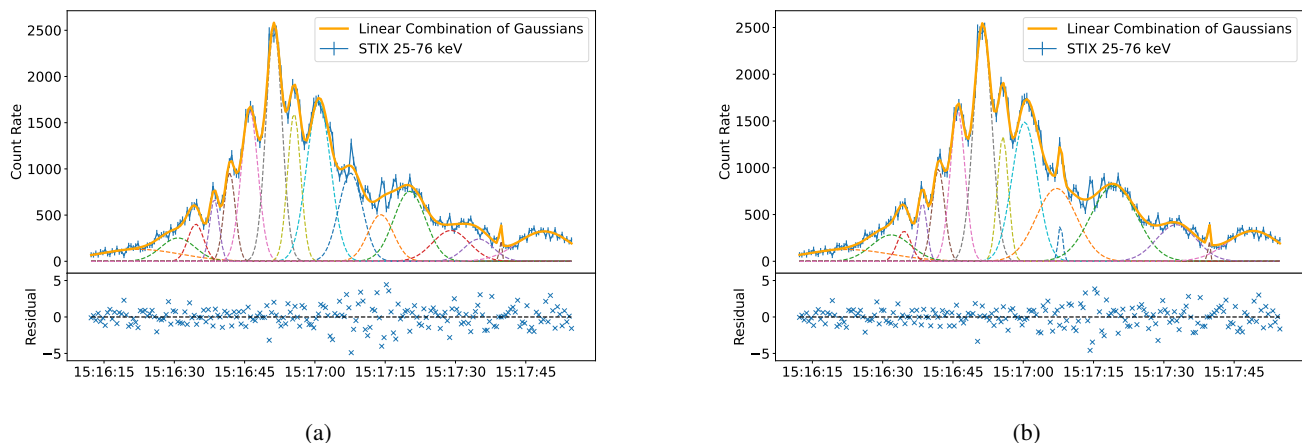 Linear Combination of Gaussians
STIX 25-76 keV
Count Rate
2500
2000
1500
1000
500
0
Residual
5
0
−5
15:16:15 15:16:30 15:16:45 15:17:00 15:17:15 15:17:30 15:17:45
(a)
Linear Combination of Gaussians
STIX 25-76 keV
Count Rate
2500
2000
1500
1000
500
0
Residual
5
0
−5
15:16:15 15:16:30 15:16:45 15:17:00 15:17:15 15:17:30 15:17:45
(b)